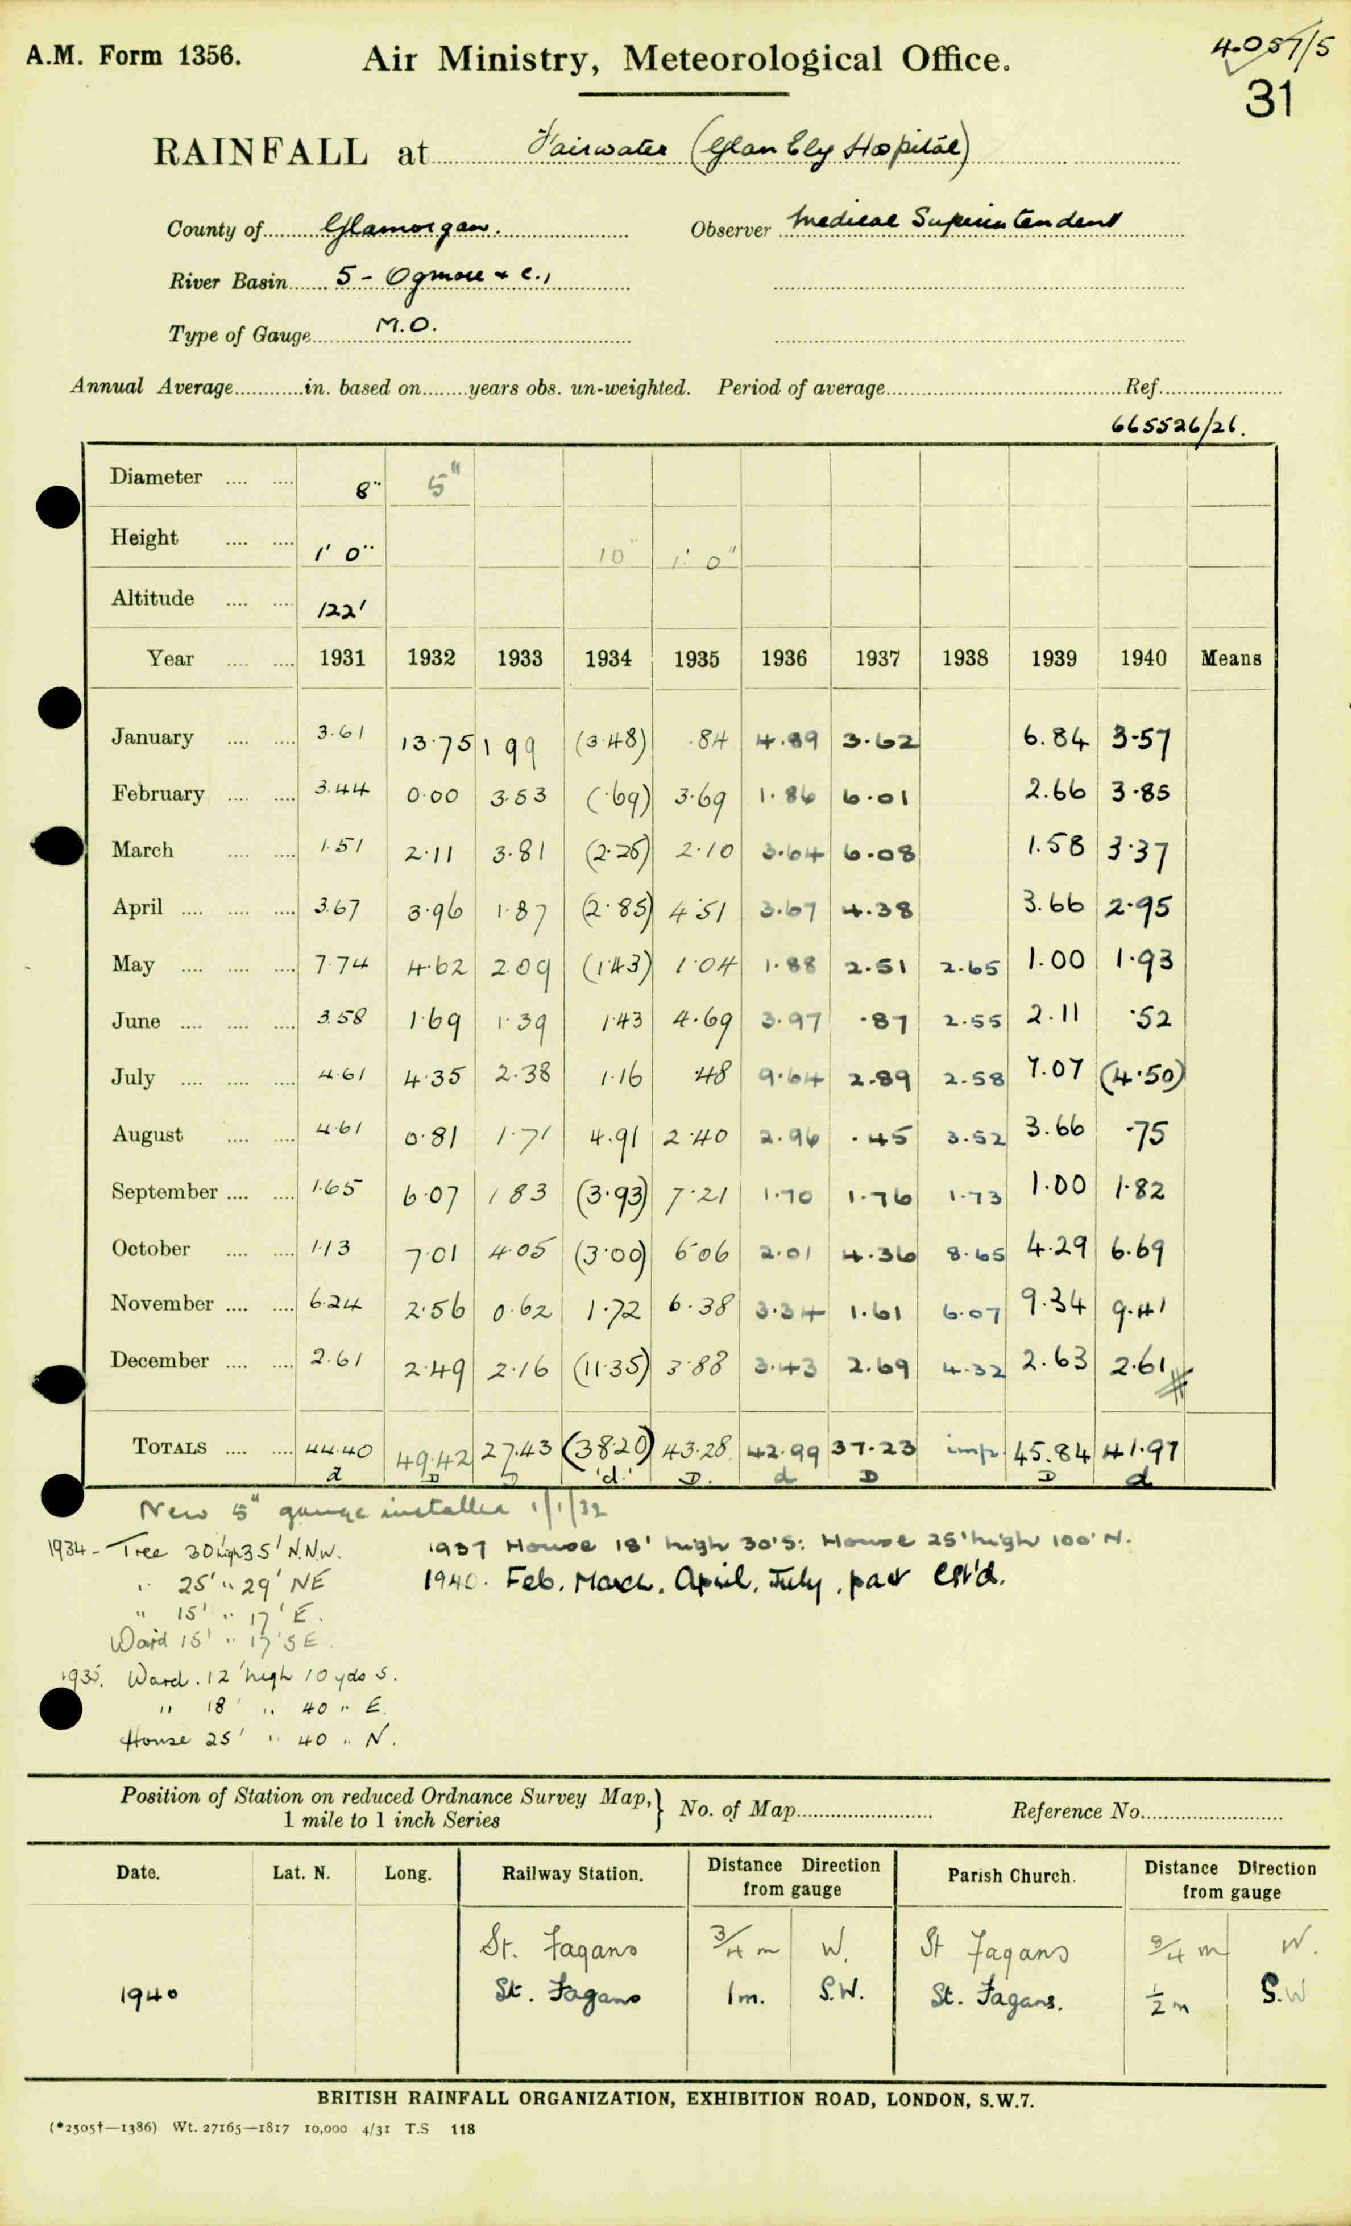 A.M. Form 1356. Air Ministry, Meteorological Office. 4057/5
31
RAINFALL at Fairwater (Glan Ely Hospital)
County of Glamorgan. Observer Medical Superintendent
River Basin 5 - Ogmore & c.,
Type of Gauge M.O.
Annual Average in. based on years obs. un-weighted. Period of average Ref.
665526/26.
Diameter 8" 5"
Height 1' 0" 10" 1' 0"
Altitude 122'
Year 1931 1932 1933 1934 1935 1936 1937 1938 1939 1940 Means
January 3.61 13.75 1 99 (3.48) .84 4.89 3.62 6.84 3.57
February 3.44 0.00 3.53 (.69) 3.69 1.86 6.01 2.66 3.85
March 1.51 2.11 3.81 (2.25) 2.10 3.64 6.08 1.58 3.37
April 3.67 3.96 1.87 (2.85) 4.51 3.67 4.38 3.66 2.95
May 7.74 4.62 2.09 (1.43) 1.04 1.88 2.51 2.65 1.00 1.93
June 3.58 1.69 1.39 1.43 4.69 3.97 .87 2.55 2.11 .52
July 4.61 4.35 2.38 1.16 .48 9.64 2.89 2.58 7.07 (4.50)
August 4.61 0.81 1.71 4.91 2.40 2.96 .45 3.52 3.66 .75
September 1.65 6.07 1 83 (3.93) 7.21 1.70 1.76 1.73 1.00 1.82
October 1.13 7.01 4.05 (3.00) 6.06 2.01 4.36 8.65 4.29 6.69
November 6.24 2.56 0.62 1.72 6.38 3.34 1.61 6.07 9.34 9.41
December 2.61 2.49 2.16 (11.35) 3.88 3.43 2.69 4.32 2.63 2.61
TOTALS 44.40 49.42 27.43 (38.20) 43.28 42.99 37.23 imp. 45.84 41.97
d D D 'd.' D. d D D d
New 5" gauge installed 1/1/32
1934 - Tree 30' high 35' N.N.W. 1937 House 18' high 30' S: House 25' high 100' N.
" 25' " 29' NE 1940. Feb. March. April. July, part est'd.
" 15' " 17' E.
Ward 15' " 17' SE.
1935. Ward. 12' high 10 yds S.
" 18' " 40 " E.
House 25' " 40 " N.
Position of Station on reduced Ordnance Survey Map, No. of Map Reference No.
1 mile to 1 inch Series
Date. Lat. N. Long. Railway Station. Distance Direction from gauge Parish Church. Distance Direction from gauge
St. Fagans 3/4 m W. St Fagans 3/4 m W.
1940 St. Fagans 1m. S.W. St. Fagans. 1/2 m S.W
BRITISH RAINFALL ORGANIZATION, EXHIBITION ROAD, LONDON, S.W.7.
(*2505†—1386) Wt. 27165—1817 10,000 4/31 T.S 118